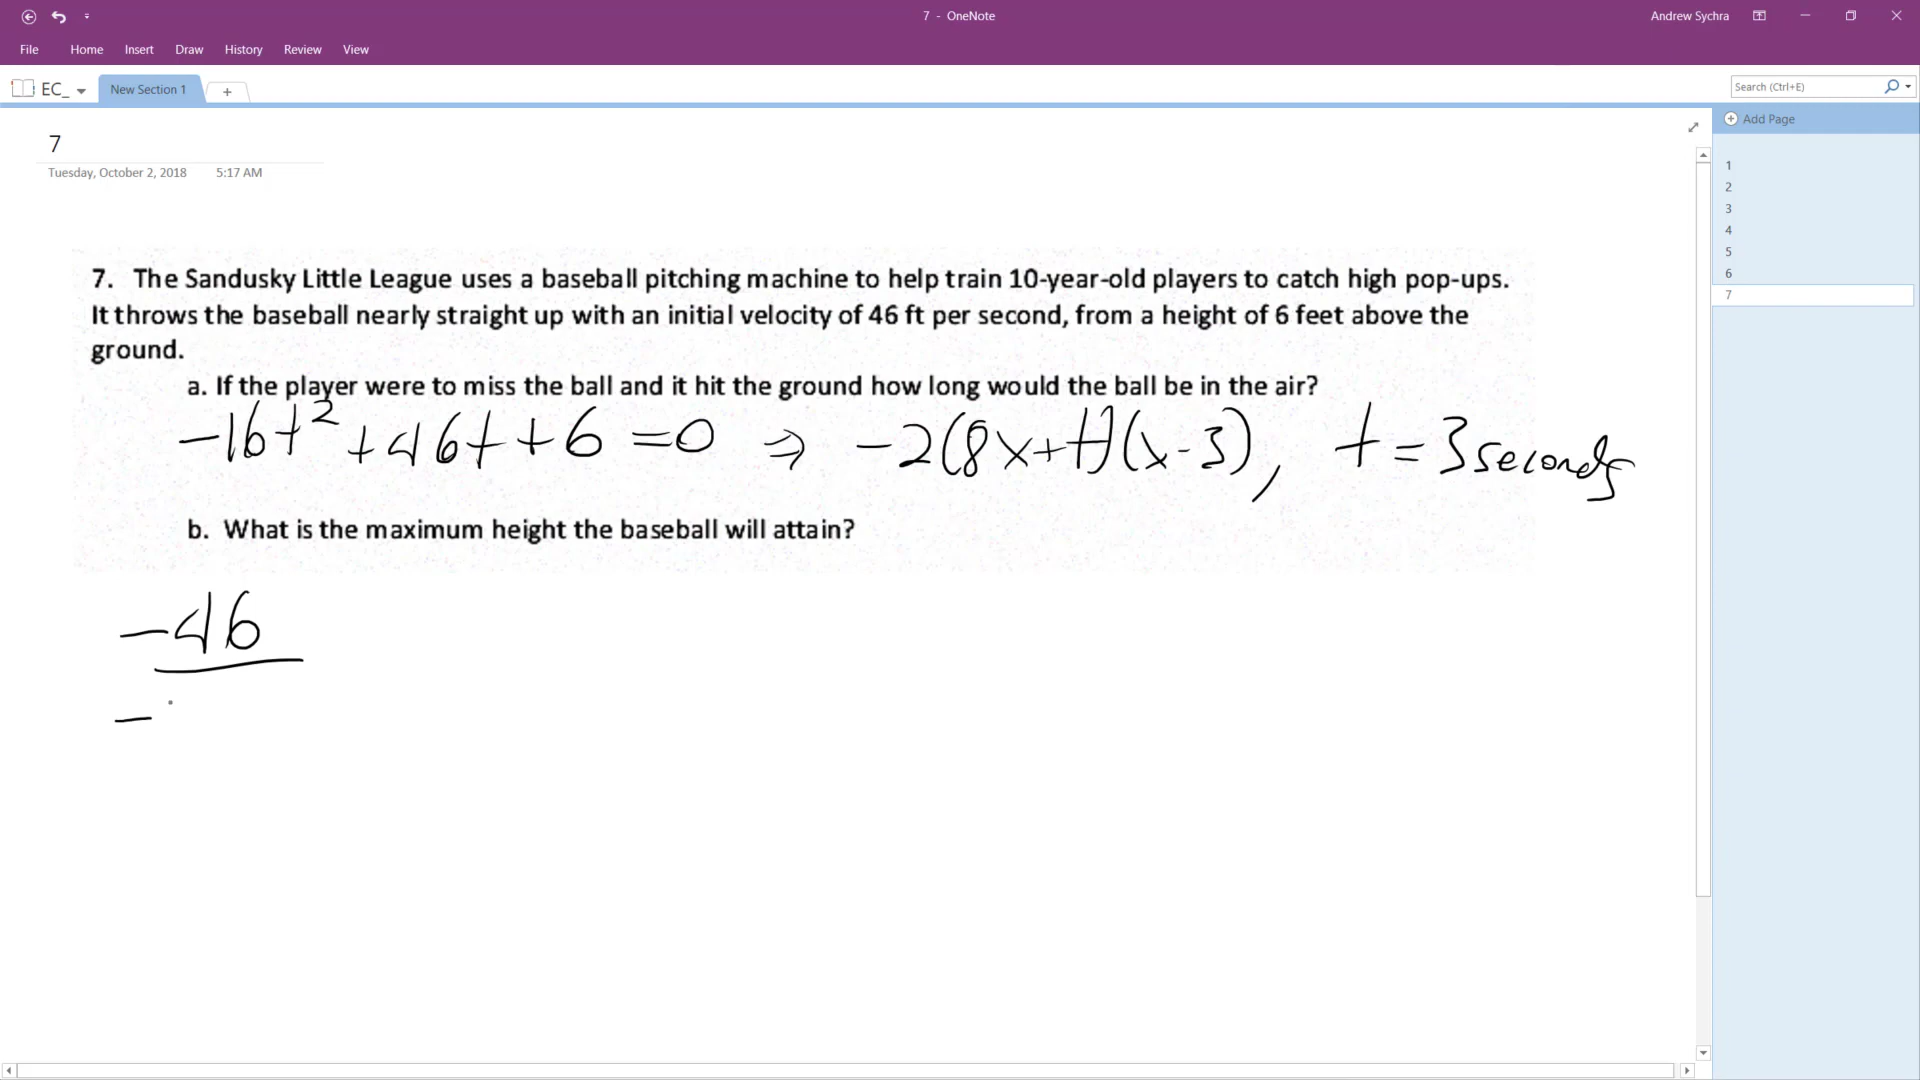 7 - OneNote
Andrew Sychra
File Home Insert Draw History Review View
EC_ New Section 1 +
Search (Ctrl+E)
Add Page
7
Tuesday, October 2, 2018 5:17 AM
1
2
3
4
5
6
7
7. The Sandusky Little League uses a baseball pitching machine to help train 10-year-old players to catch high pop-ups.
It throws the baseball nearly straight up with an initial velocity of 46 ft per second, from a height of 6 feet above the
ground.
a. If the player were to miss the ball and it hit the ground how long would the ball be in the air?
-16t² +46t+6=0 ⇒ -2(8x+1)(x-3), t=3seconds
b. What is the maximum height the baseball will attain?
-46
-